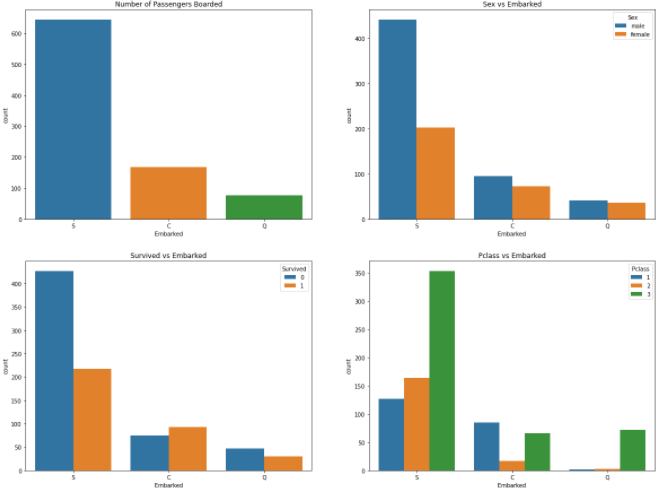 Number of Passengers Boarded
count
600
500
400
300
200
100
0
S
C
Q
Embarked
Sex vs Embarked
Sex
male
female
count
400
300
200
100
0
S
C
Q
Embarked
Survived vs Embarked
Survived
0
1
count
400
350
300
250
200
150
100
50
0
S
C
Q
Embarked
Pclass vs Embarked
Pclass
1
2
3
count
350
300
250
200
150
100
50
0
S
C
Q
Embarked